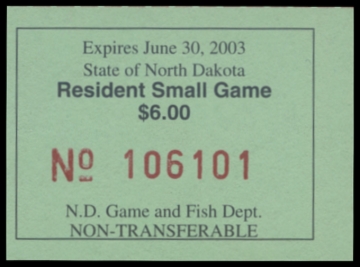 Expires June 30, 2003
State of North Dakota
Resident Small Game
$6.00
Nº 106101
N.D. Game and Fish Dept.
NON-TRANSFERABLE